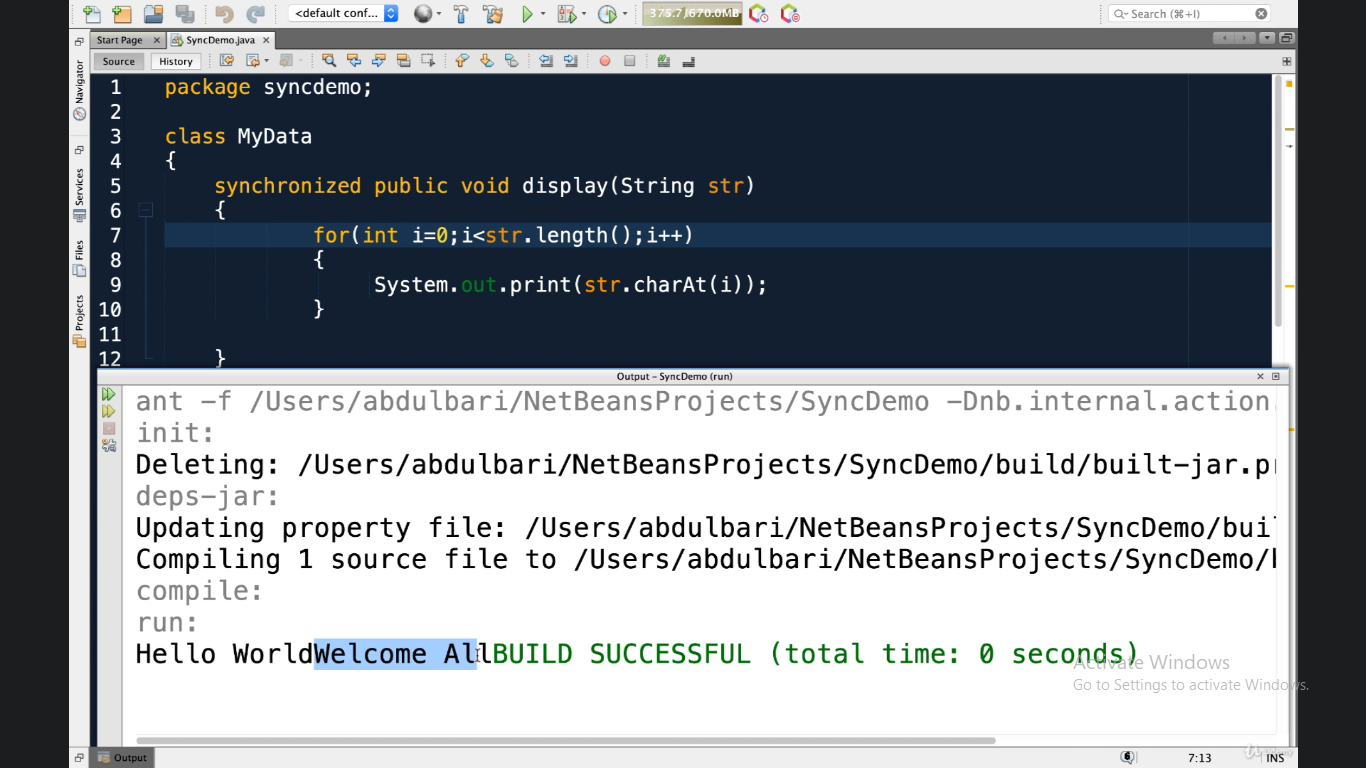 <default conf...
375.7/670.0MB
Search (⌘+I)
Start Page
SyncDemo.java
Source
History
Navigator
Services
Files
Projects
1 package syncdemo;
2
3 class MyData
4 {
5 synchronized public void display(String str)
6 {
7 for(int i=0;i<str.length();i++)
8 {
9 System.out.print(str.charAt(i));
10 }
11
12 }
Output - SyncDemo (run)
ant -f /Users/abdulbari/NetBeansProjects/SyncDemo -Dnb.internal.action
init:
Deleting: /Users/abdulbari/NetBeansProjects/SyncDemo/build/built-jar.p
deps-jar:
Updating property file: /Users/abdulbari/NetBeansProjects/SyncDemo/buil
Compiling 1 source file to /Users/abdulbari/NetBeansProjects/SyncDemo/b
compile:
run:
Hello WorldWelcome AllBUILD SUCCESSFUL (total time: 0 seconds)
Activate Windows
Go to Settings to activate Windows.
Output
6
7:13
INS